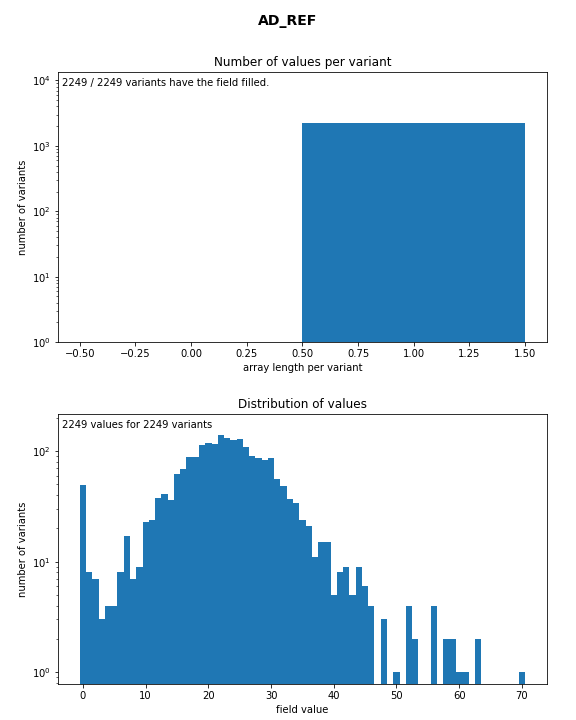 AD_REF
Number of values per variant
2249 / 2249 variants have the field filled.
10⁴
10³
10²
10¹
10⁰
number of variants
−0.50 −0.25 0.00 0.25 0.50 0.75 1.00 1.25 1.50
array length per variant
Distribution of values
2249 values for 2249 variants
10²
10¹
10⁰
number of variants
0 10 20 30 40 50 60 70
field value